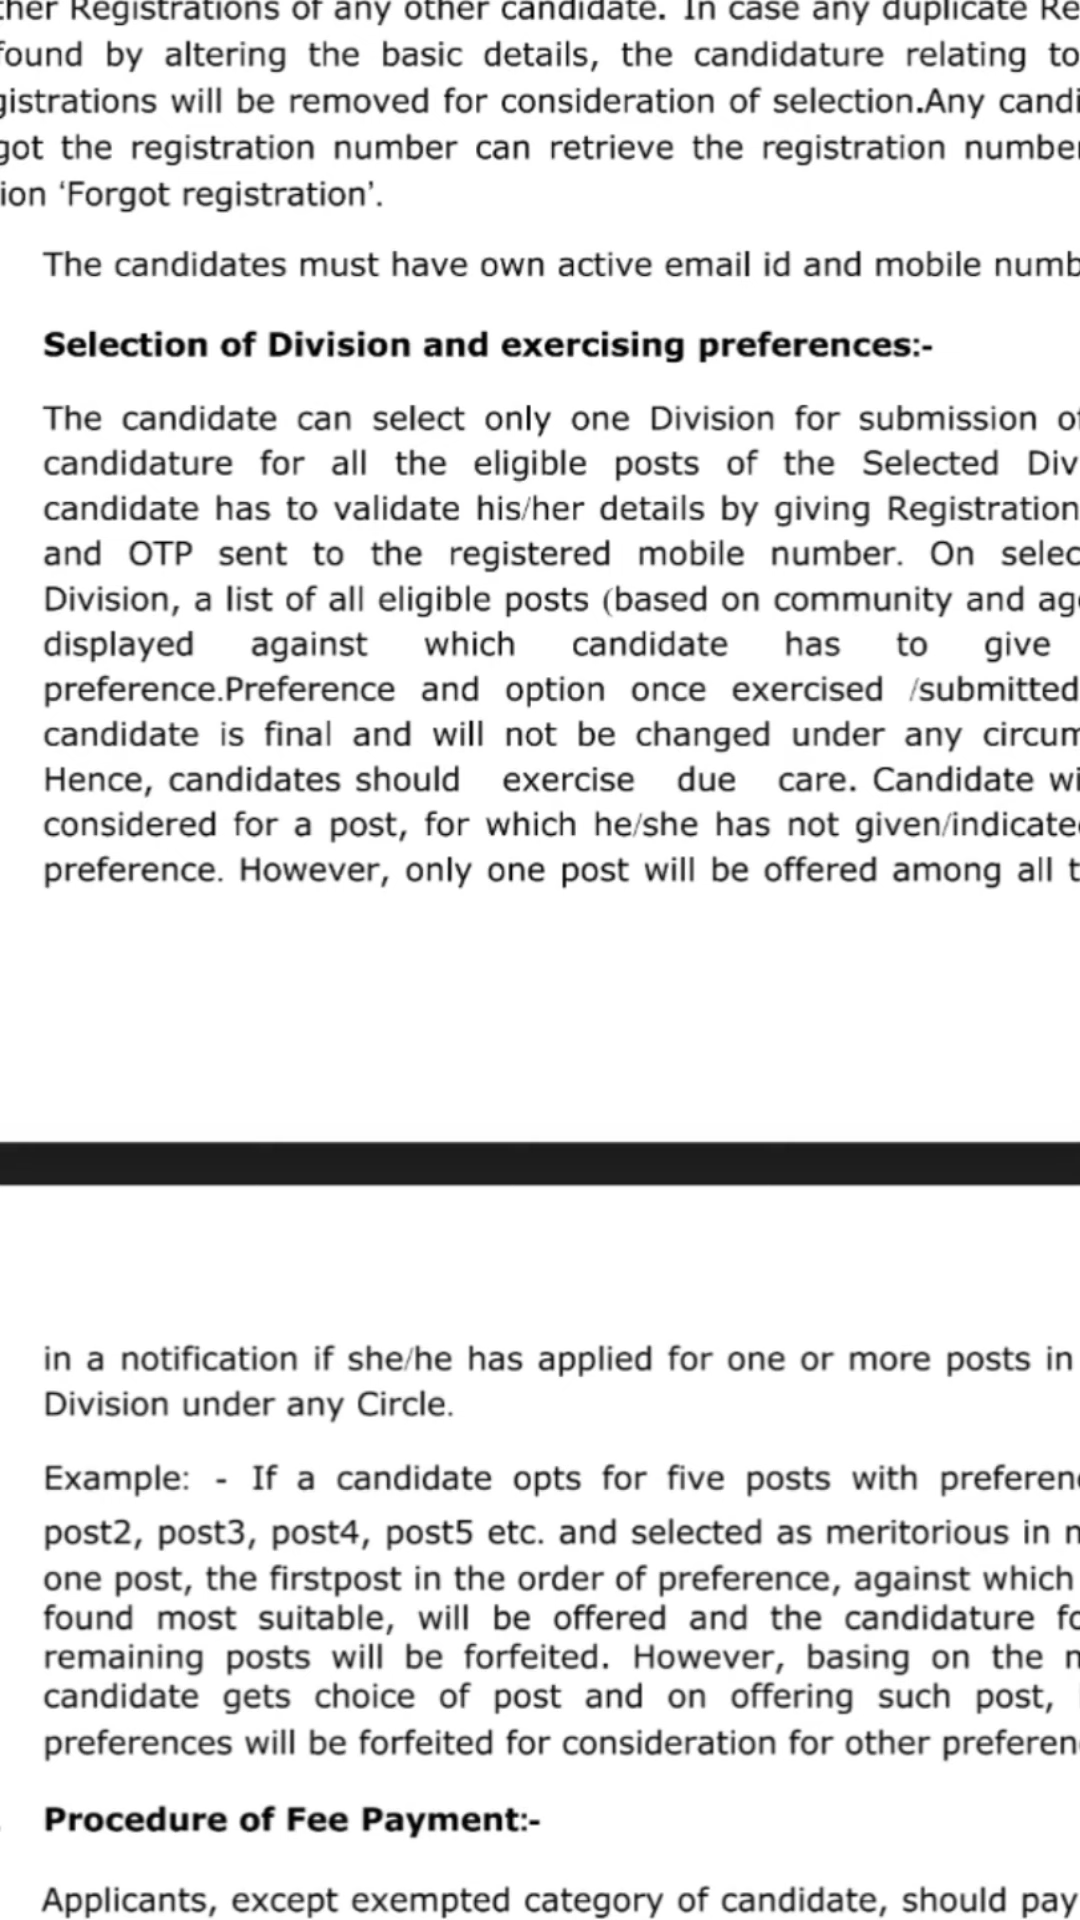 her Registrations of any other candidate. In case any duplicate Re
ound by altering the basic details, the candidature relating to
gistrations will be removed for consideration of selection.Any candi
got the registration number can retrieve the registration number
ion ‘Forgot registration’.
The candidates must have own active email id and mobile numb
Selection of Division and exercising preferences:-
The candidate can select only one Division for submission of
candidature for all the eligible posts of the Selected Div
candidate has to validate his/her details by giving Registration
and OTP sent to the registered mobile number. On selec
Division, a list of all eligible posts (based on community and ag
displayed against which candidate has to give
preference.Preference and option once exercised /submitted
candidate is final and will not be changed under any circum
Hence, candidates should exercise due care. Candidate wi
considered for a post, for which he/she has not given/indicate
preference. However, only one post will be offered among all t
in a notification if she/he has applied for one or more posts in
Division under any Circle.
Example: - If a candidate opts for five posts with preferenc
post2, post3, post4, post5 etc. and selected as meritorious in m
one post, the firstpost in the order of preference, against which
found most suitable, will be offered and the candidature fo
remaining posts will be forfeited. However, basing on the m
candidate gets choice of post and on offering such post,
preferences will be forfeited for consideration for other preferenc
Procedure of Fee Payment:-
Applicants, except exempted category of candidate, should pay